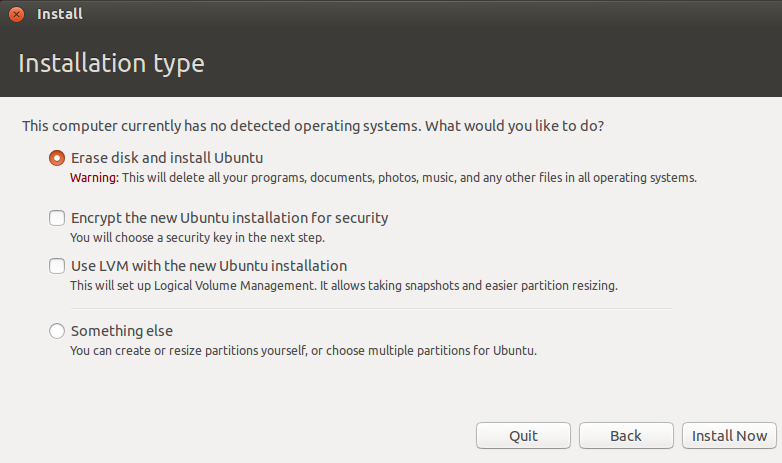 Install
Installation type
This computer currently has no detected operating systems. What would you like to do?
Erase disk and install Ubuntu
Warning: This will delete all your programs, documents, photos, music, and any other files in all operating systems.
Encrypt the new Ubuntu installation for security
You will choose a security key in the next step.
Use LVM with the new Ubuntu installation
This will set up Logical Volume Management. It allows taking snapshots and easier partition resizing.
Something else
You can create or resize partitions yourself, or choose multiple partitions for Ubuntu.
Quit Back Install Now